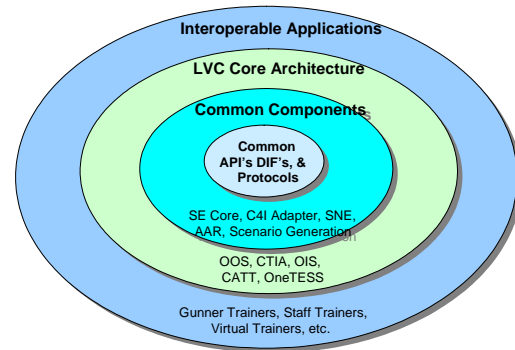 Interoperable Applications
LVC Core Architecture
Common Components
Common
API's DIF's, &
Protocols
SE Core, C4I Adapter, SNE,
AAR, Scenario Generation
OOS, CTIA, OIS,
CATT, OneTESS
Gunner Trainers, Staff Trainers,
Virtual Trainers, etc.